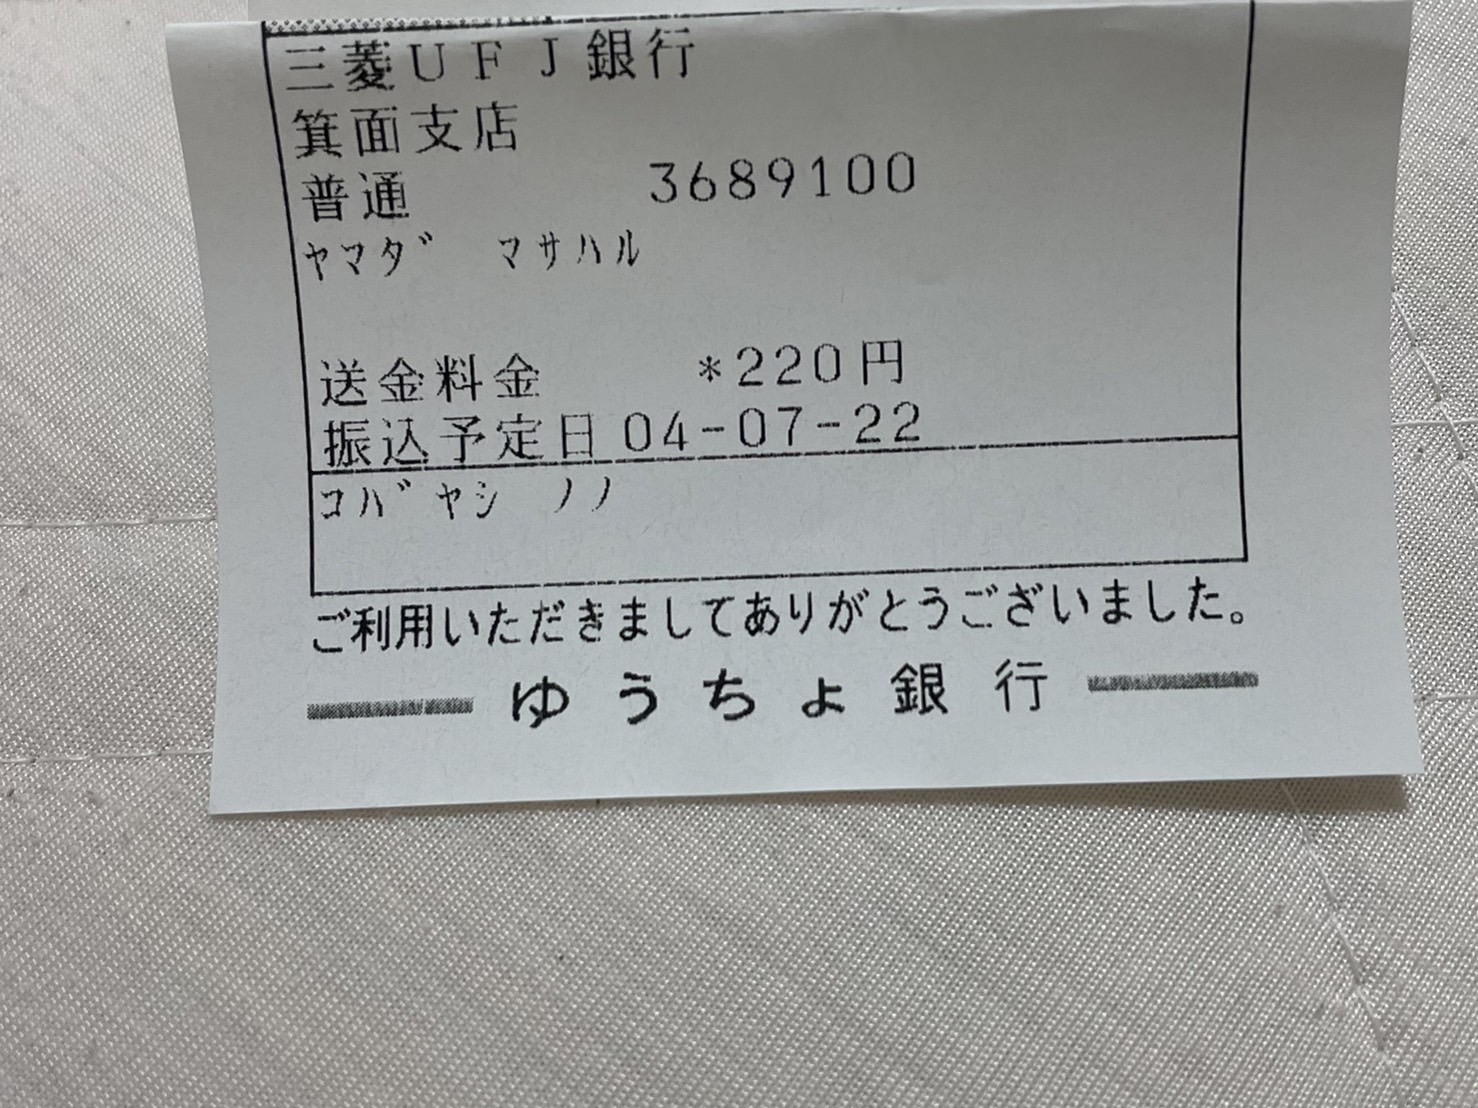 三菱ＵＦＪ銀行
箕面支店
普通 3689100
ﾔﾏﾀﾞ ﾏｻﾊﾙ
送金料金 *220円
振込予定日 04-07-22
ｺﾊﾞﾔｼ ﾉﾉ
ご利用いただきましてありがとうございました。
ゆうちょ銀行